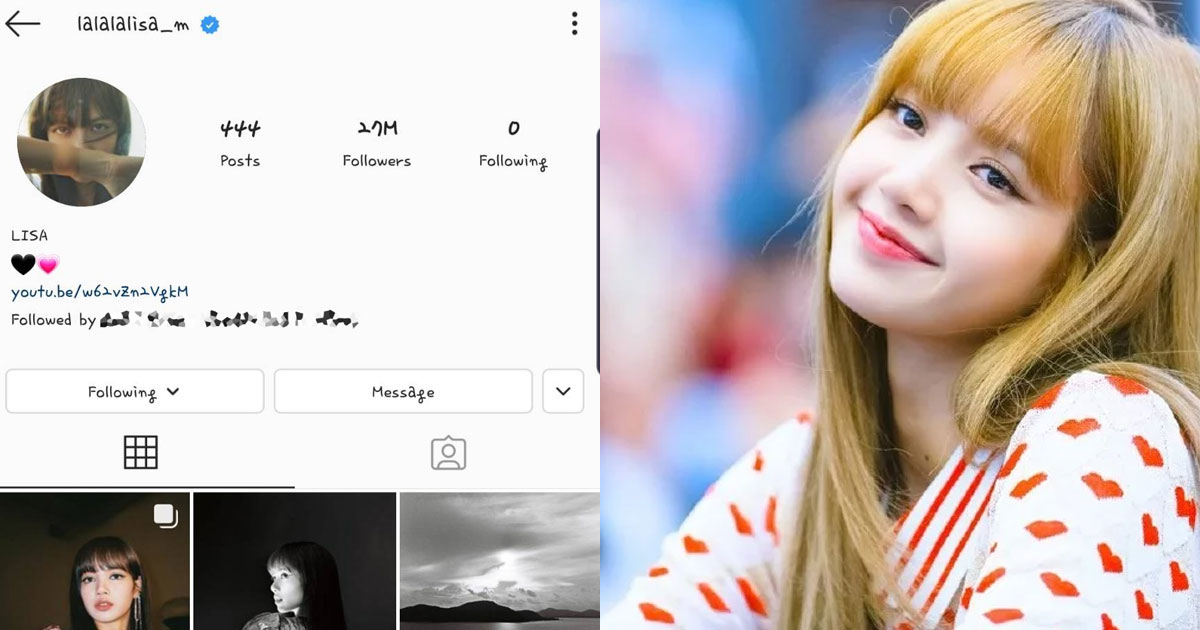 lalalalisa_m
444 27M 0
Posts Followers Following
LISA
youtu.be/w62vZn2VgkM
Followed by
Following Message